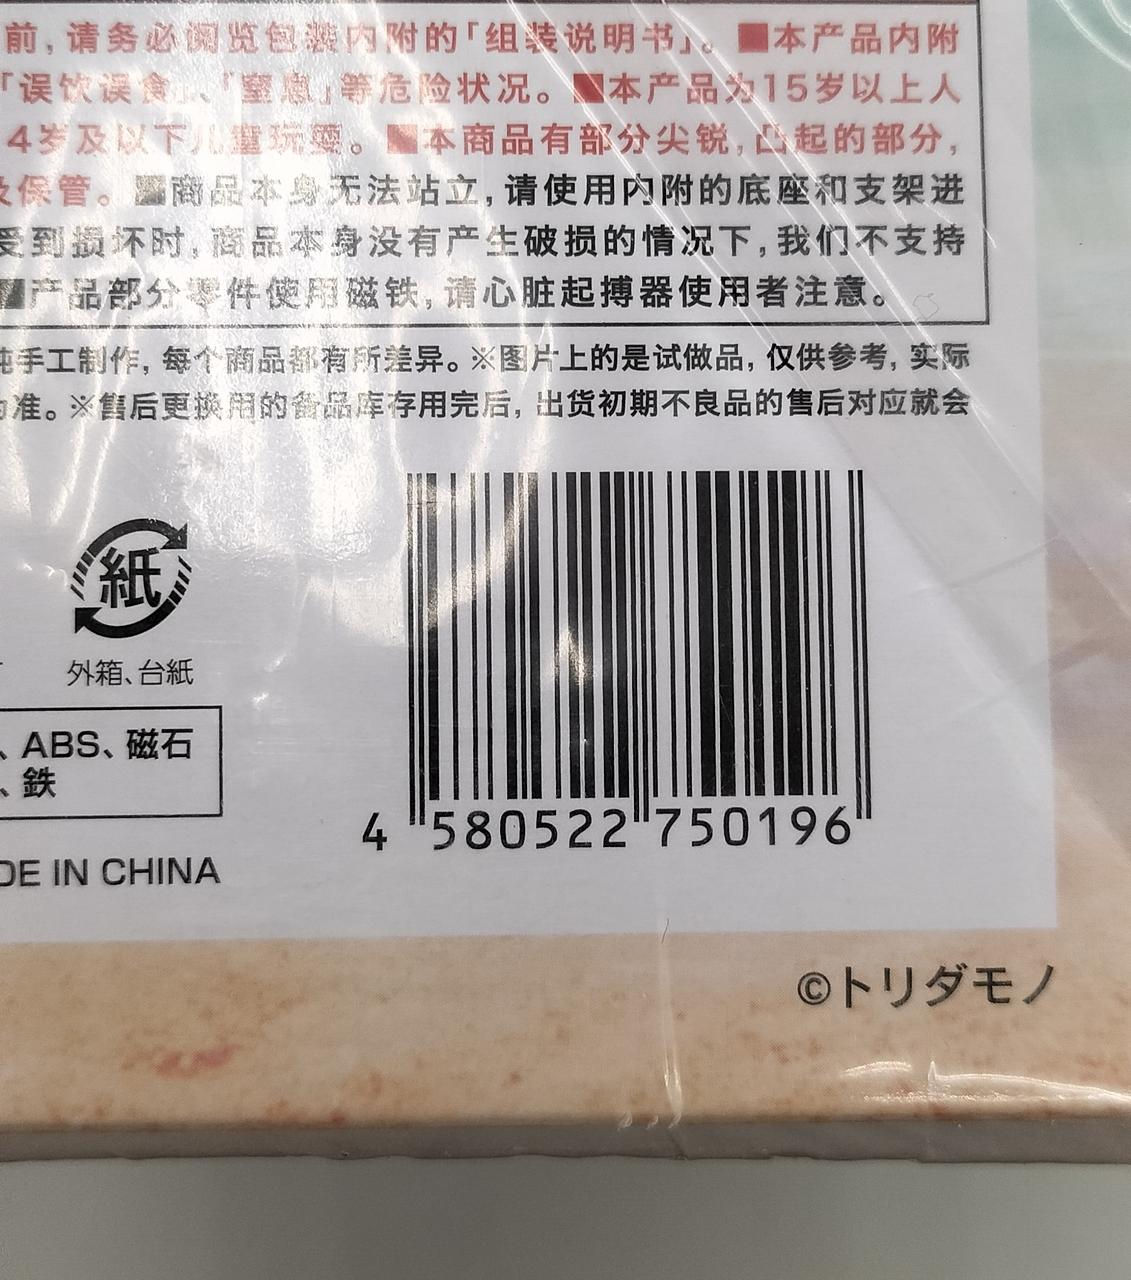 前,请务必阅览包装内附的「组装说明书」。■本产品内附
「误饮误食」、「窒息」等危险状况。■本产品为15岁以上人
4岁及以下儿童玩耍。■本商品有部分尖锐,凸起的部分,
及保管。■商品本身无法站立,请使用内附的底座和支架进
受到损坏时,商品本身没有产生破损的情况下,我们不支持
■产品部分零件使用磁铁,请心脏起搏器使用者注意。
纯手工制作,每个商品都有所差异。※图片上的是试做品,仅供参考,实际
为准。※售后更换用的备品库存用完后,出货初期不良品的售后对应就会
紙
外箱、台紙
、ABS、磁石
、鉄
DE IN CHINA
4 580522 750196
©トリダモノ